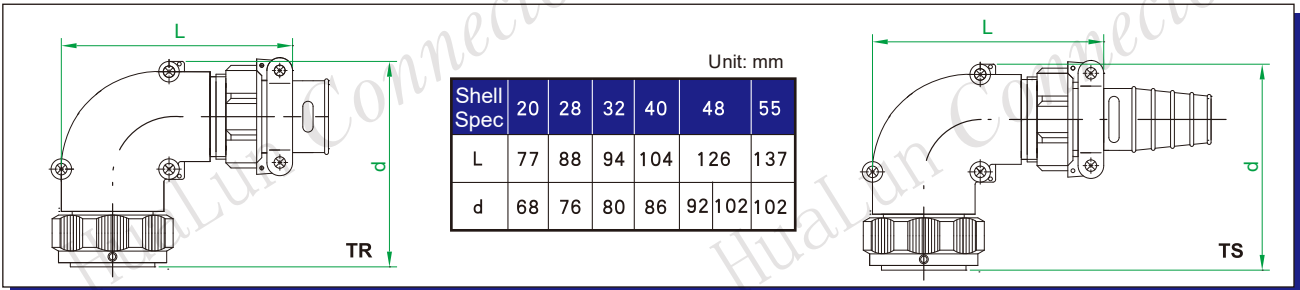 L
d
TR
HuaLun Connector
Unit: mm
Shell Spec 20 28 32 40 48 55
L 77 88 94 104 126 137
d 68 76 80 86 92 102 102
L
d
TS
HuaLun Connec